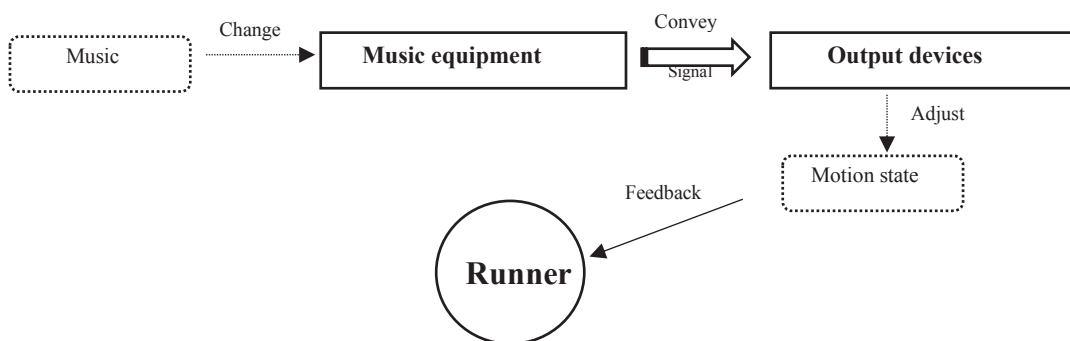 Change
Convey
Music
Music equipment
Signal
Output devices
Adjust
Motion state
Feedback
Runner